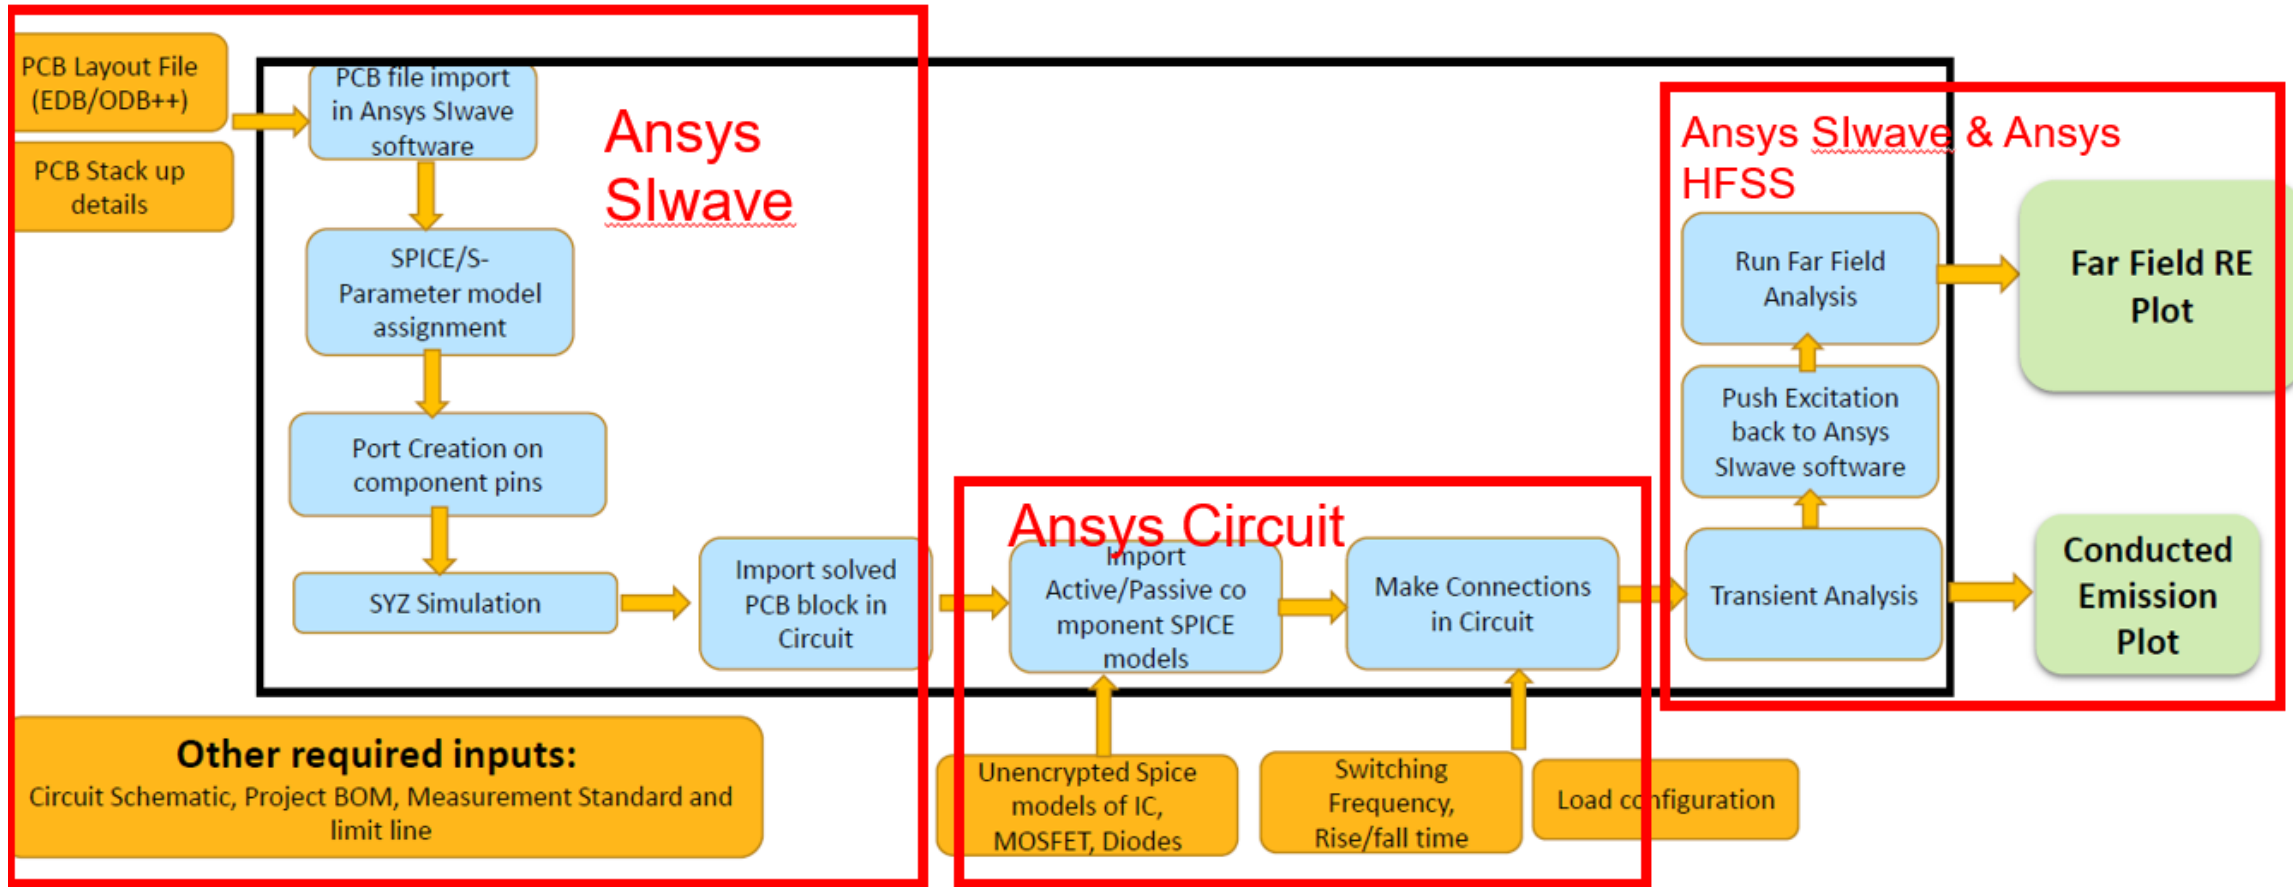 PCB Layout File
(EDB/ODB++)
PCB Stack up
details
PCB file import
in Ansys SIwave
software
Ansys
SIwave
SPICE/S-
Parameter model
assignment
Port Creation on
component pins
SYZ Simulation
Import solved
PCB block in
Circuit
Other required inputs:
Circuit Schematic, Project BOM, Measurement Standard and
limit line
Ansys Circuit
Import
Active/Passive co
mponent SPICE
models
Make Connections
in Circuit
Unencrypted Spice
models of IC,
MOSFET, Diodes
Switching
Frequency,
Rise/fall time
Load configuration
Ansys SIwave & Ansys
HFSS
Run Far Field
Analysis
Push Excitation
back to Ansys
SIwave software
Transient Analysis
Far Field RE
Plot
Conducted
Emission
Plot